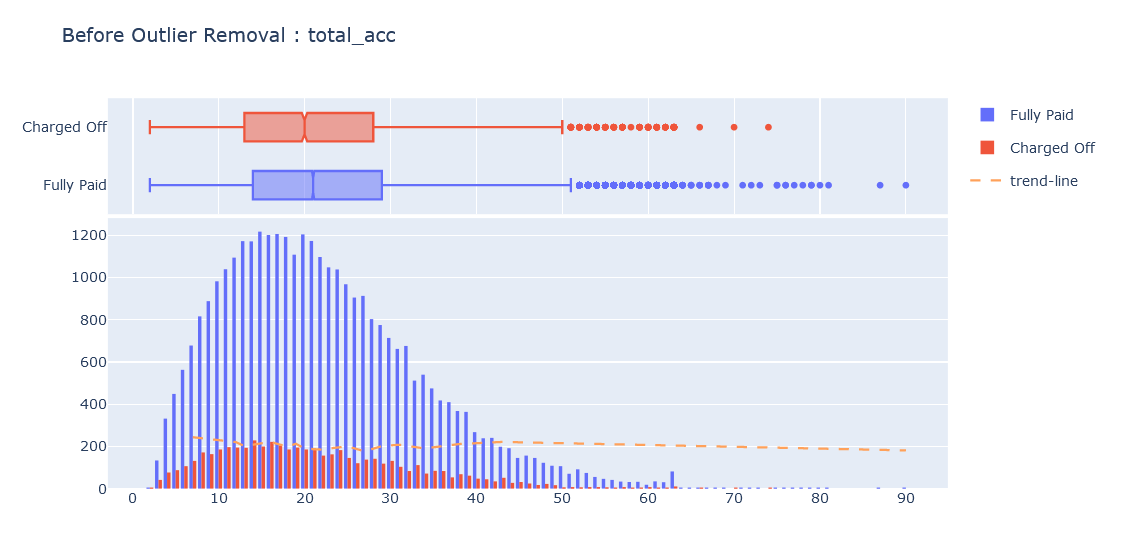 Before Outlier Removal : total_acc
Charged Off
Fully Paid
Fully Paid
Charged Off
trend-line
1200
1000
800
600
400
200
0
0 10 20 30 40 50 60 70 80 90